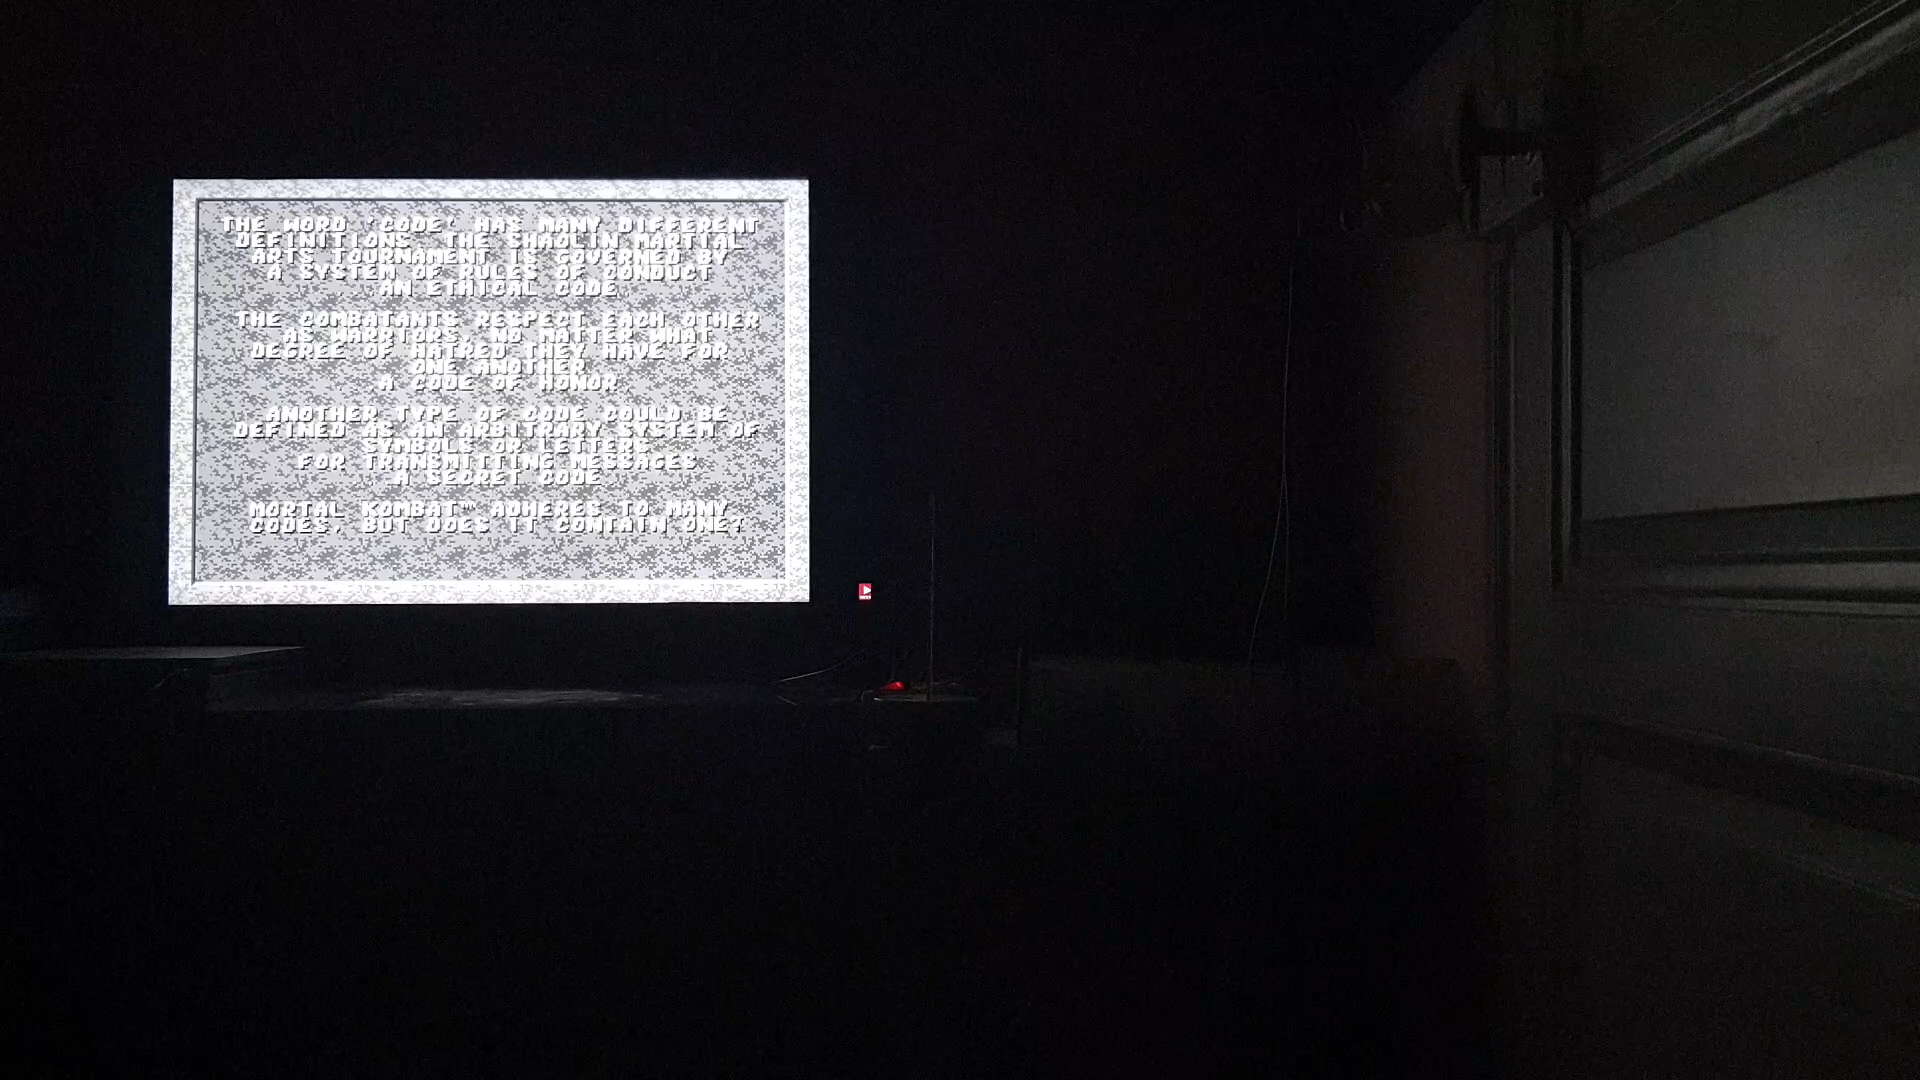 THE WORD 'CODE' HAS MANY DIFFERENT
DEFINITIONS. THE SHAOLIN MARTIAL
ARTS TOURNAMENT IS GOVERNED BY
A SYSTEM OF RULES OF CONDUCT
AN ETHICAL CODE
THE COMBATANTS RESPECT EACH OTHER
AS WARRIORS, NO MATTER WHAT
DEGREE OF HATRED THEY HAVE FOR
ONE ANOTHER
A CODE OF HONOR
ANOTHER TYPE OF CODE COULD BE
DEFINED AS AN ARBITRARY SYSTEM OF
SYMBOLS OR LETTERS
FOR TRANSMITTING MESSAGES
A SECRET CODE
MORTAL KOMBAT™ ADHERES TO MANY
CODES, BUT DOES IT CONTAIN ONE?